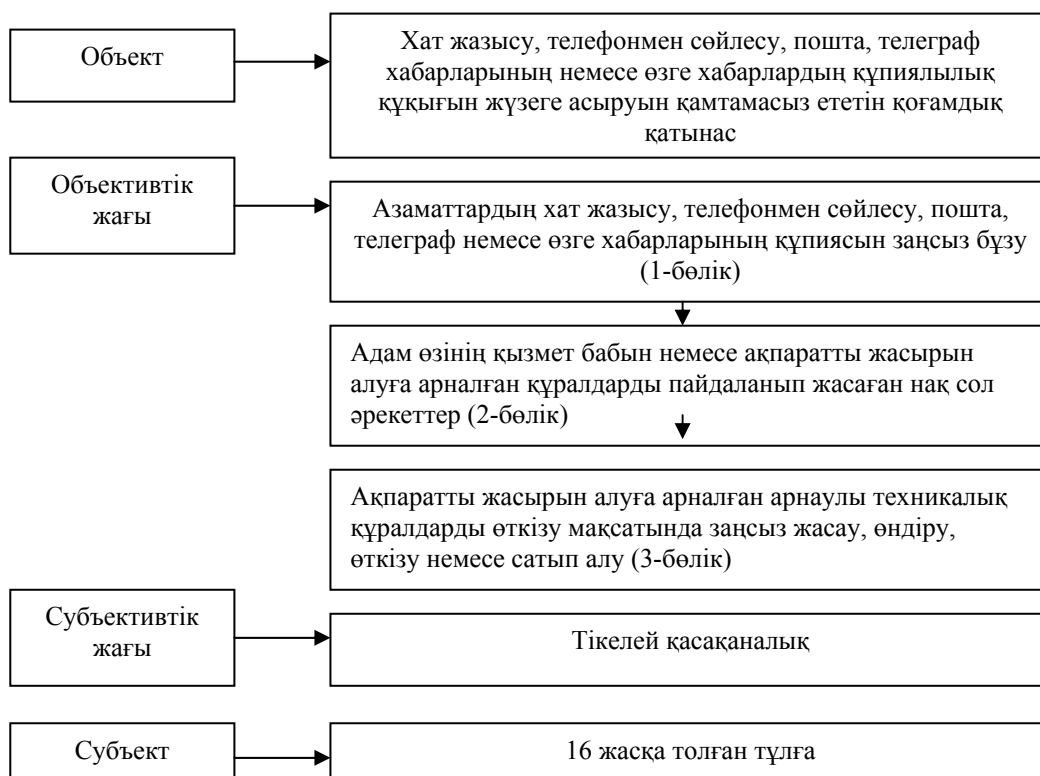 Объект
Хат жазысу, телефонмен сөйлесу, пошта, телеграф
хабарларының немесе өзге хабарлардың құпиялылық
құқығын жүзеге асыруын қамтамасыз ететін қоғамдық
қатынас
Объективтік
жағы
Азаматтардың хат жазысу, телефонмен сөйлесу, пошта,
телеграф немесе өзге хабарларының құпиясын заңсыз бұзу
(1-бөлік)
Адам өзінің қызмет бабын немесе ақпаратты жасырын
алуға арналған құралдарды пайдаланып жасаған нақ сол
әрекеттер (2-бөлік)
Ақпаратты жасырын алуға арналған арнаулы техникалық
құралдарды өткізу мақсатында заңсыз жасау, өндіру,
өткізу немесе сатып алу (3-бөлік)
Субъективтік
жағы
Тікелей қасақаналық
Субъект
16 жасқа толған тұлға